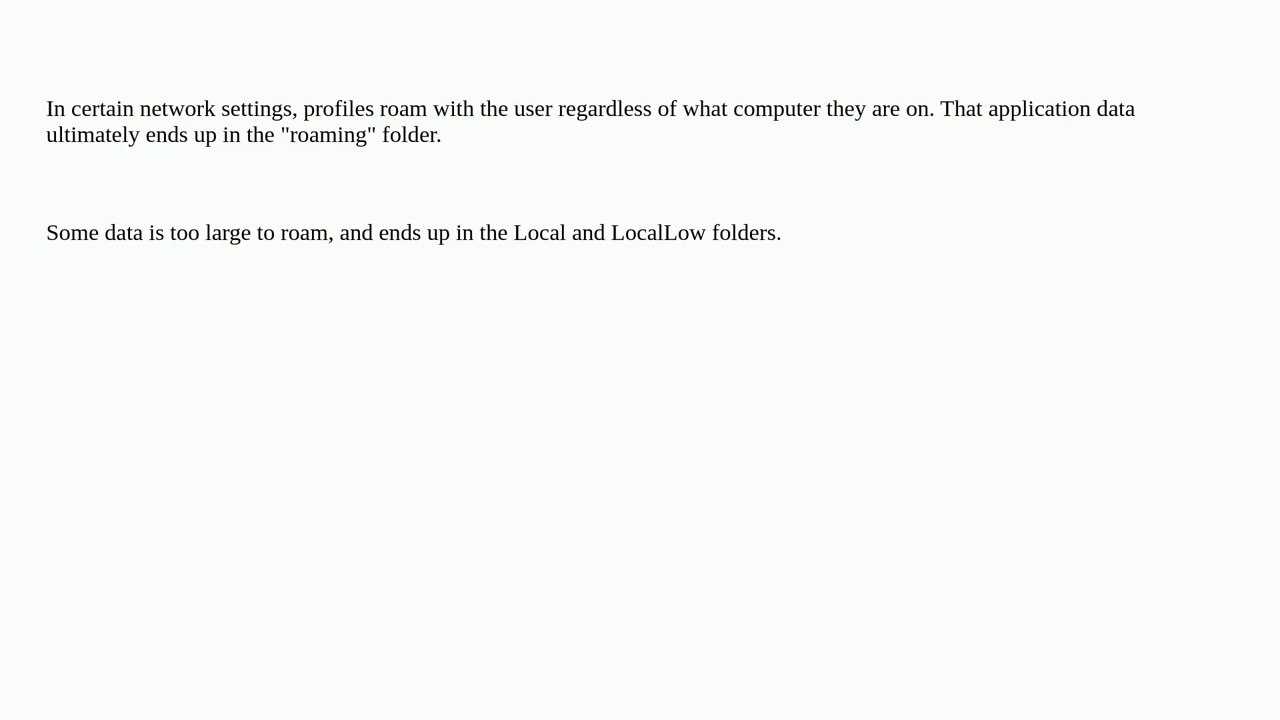 In certain network settings, profiles roam with the user regardless of what computer they are on. That application data
ultimately ends up in the "roaming" folder.
Some data is too large to roam, and ends up in the Local and LocalLow folders.